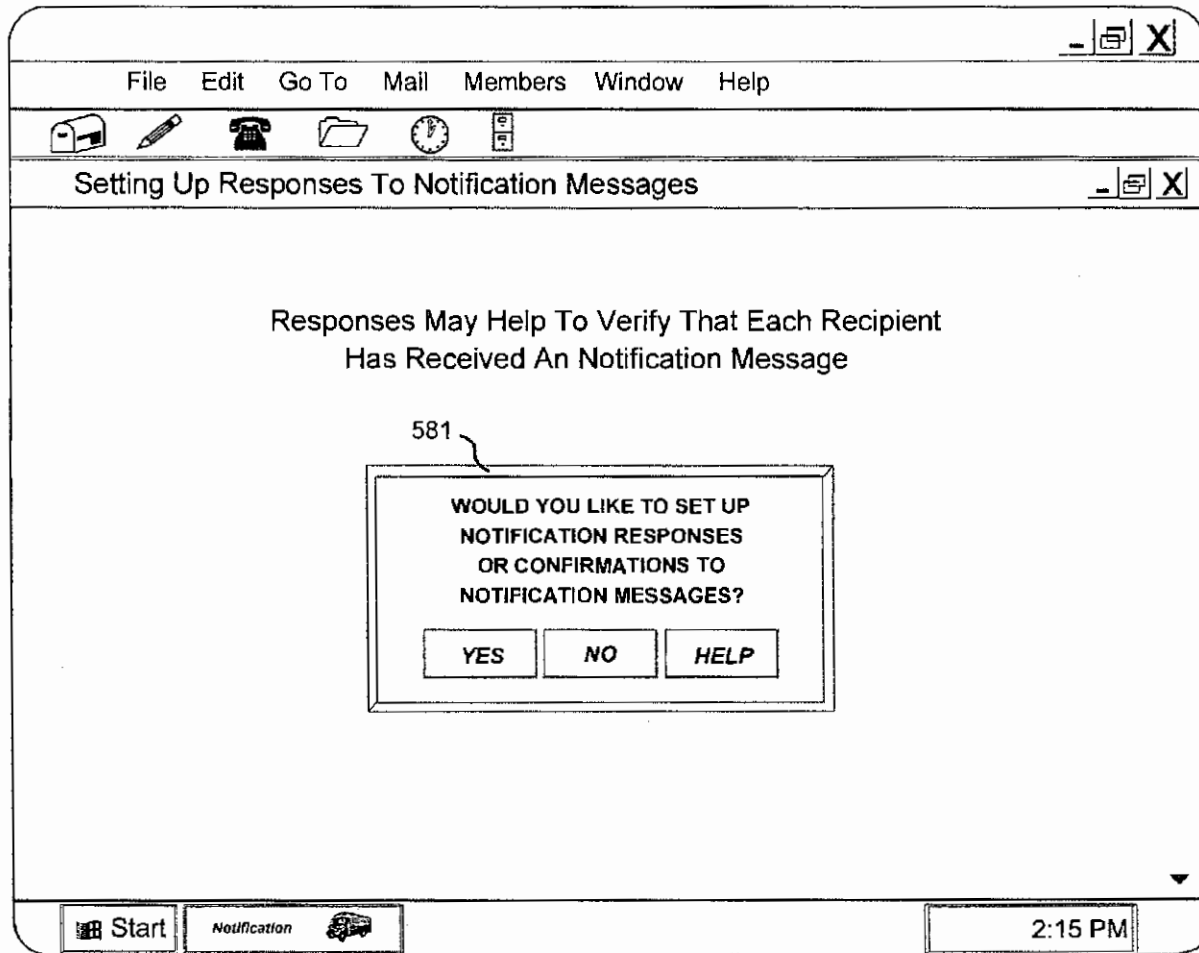 File Edit Go To Mail Members Window Help
Setting Up Responses To Notification Messages
Responses May Help To Verify That Each Recipient
Has Received An Notification Message
581
WOULD YOU LIKE TO SET UP
NOTIFICATION RESPONSES
OR CONFIRMATIONS TO
NOTIFICATION MESSAGES?
YES NO HELP
Start Notification 2:15 PM